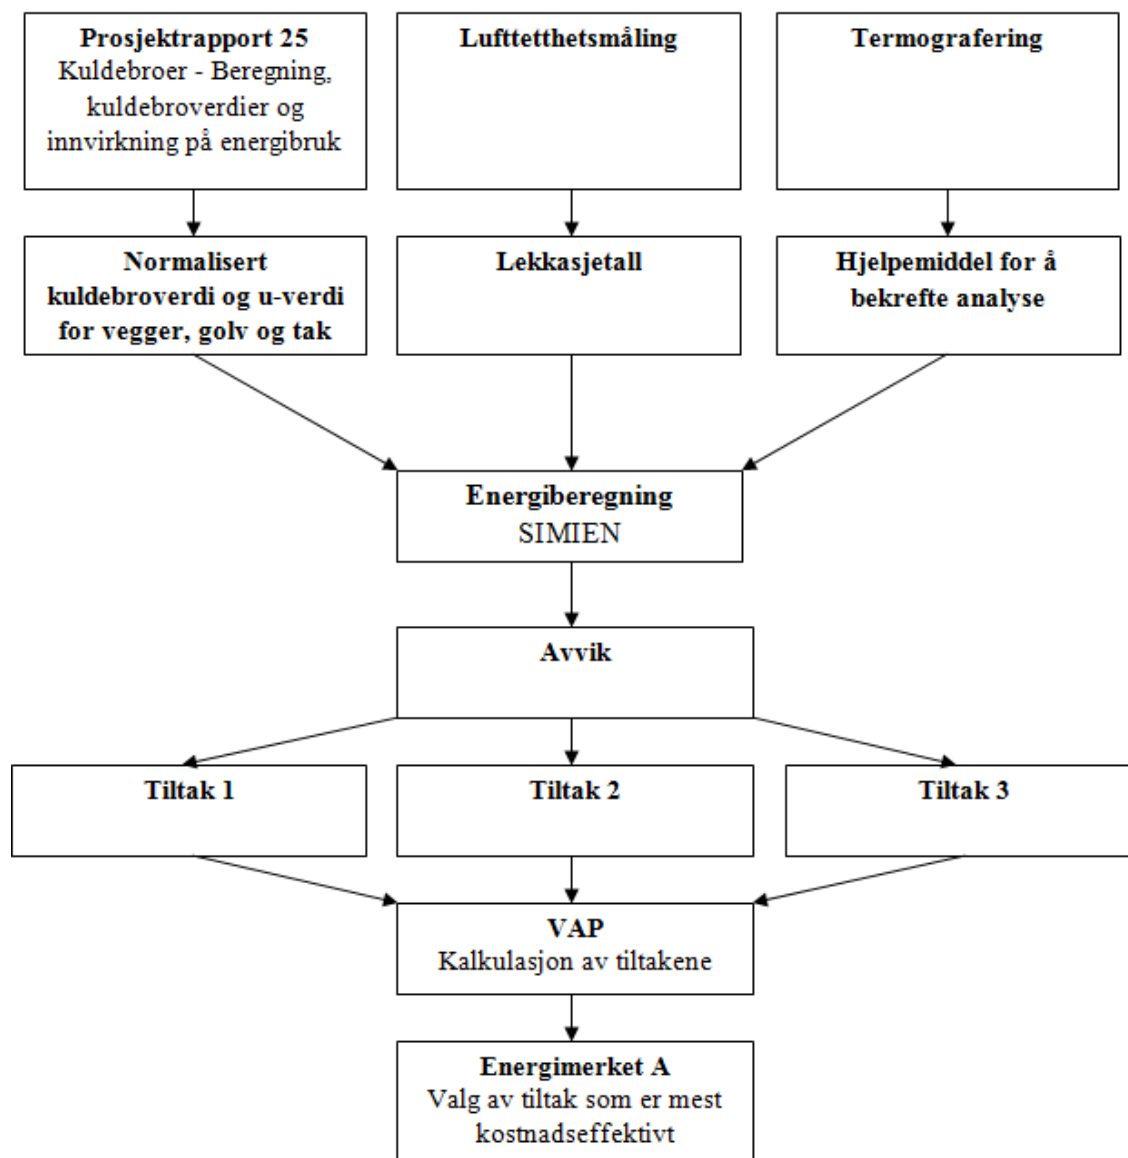 Prosjektrapport 25
Kuldebroer - Beregning,
kuldebroverdier og
innvirkning på energibruk
Lufttetthetsmåling
Termografering
Normalisert
kuldebroverdi og u-verdi
for vegger, golv og tak
Lekkasjetall
Hjelpemiddel for å
bekrefte analyse
Energiberegning
SIMIEN
Avvik
Tiltak 1
Tiltak 2
Tiltak 3
VAP
Kalkulasjon av tiltakene
Energimerket A
Valg av tiltak som er mest
kostnadseffektivt